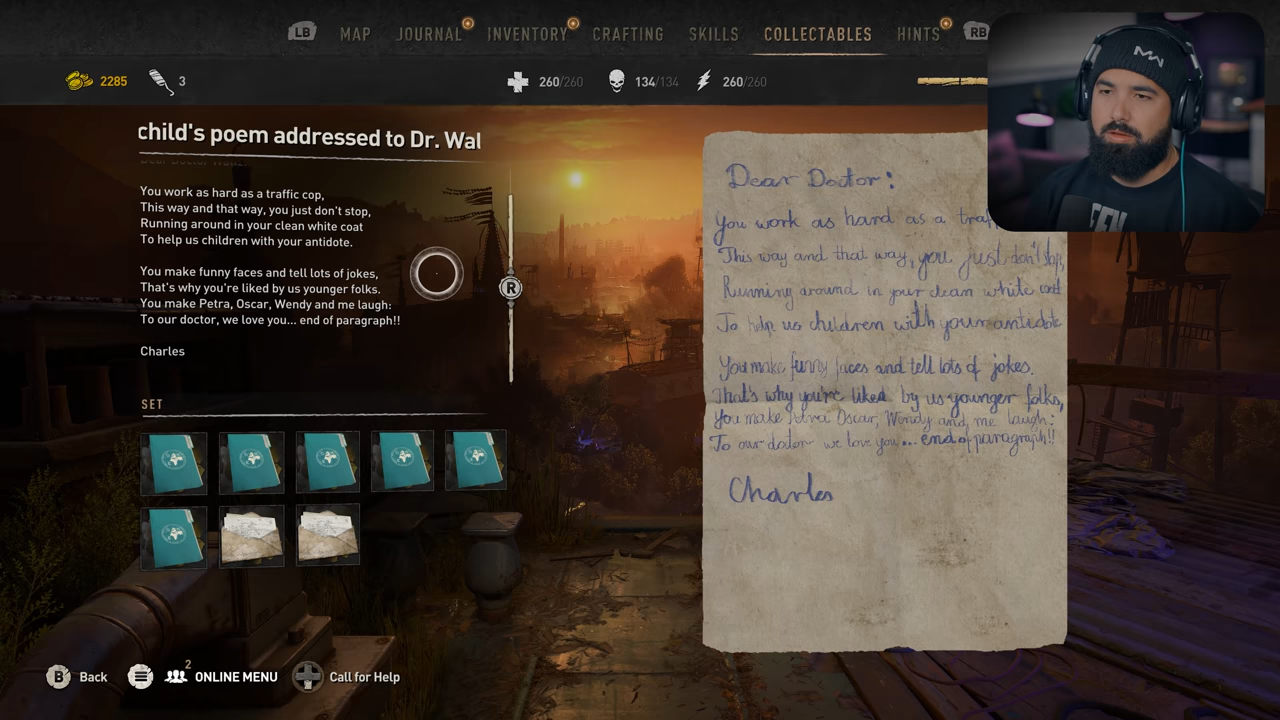 LB MAP JOURNAL INVENTORY CRAFTING SKILLS COLLECTABLES HINTS RB
2285 3 260/260 134/134 260/260
child's poem addressed to Dr. Wal
You work as hard as a traffic cop,
This way and that way, you just don't stop,
Running around in your clean white coat
To help us children with your antidote.
You make funny faces and tell lots of jokes,
That's why you're liked by us younger folks.
You make Petra, Oscar, Wendy and me laugh:
To our doctor, we love you... end of paragraph!!
Charles
R
SET
Dear Doctor:
You work as hard as a traf
This way and that way, you just don't stop,
Running around in your clean white coat
To help us children with your antidote
You make funny faces and tell lots of jokes.
That's why you're liked by us younger folks,
You make Petra Oscar, Wendy and me laugh:
To our doctor we love you... end of paragraph!!
Charles
B Back 2 ONLINE MENU Call for Help